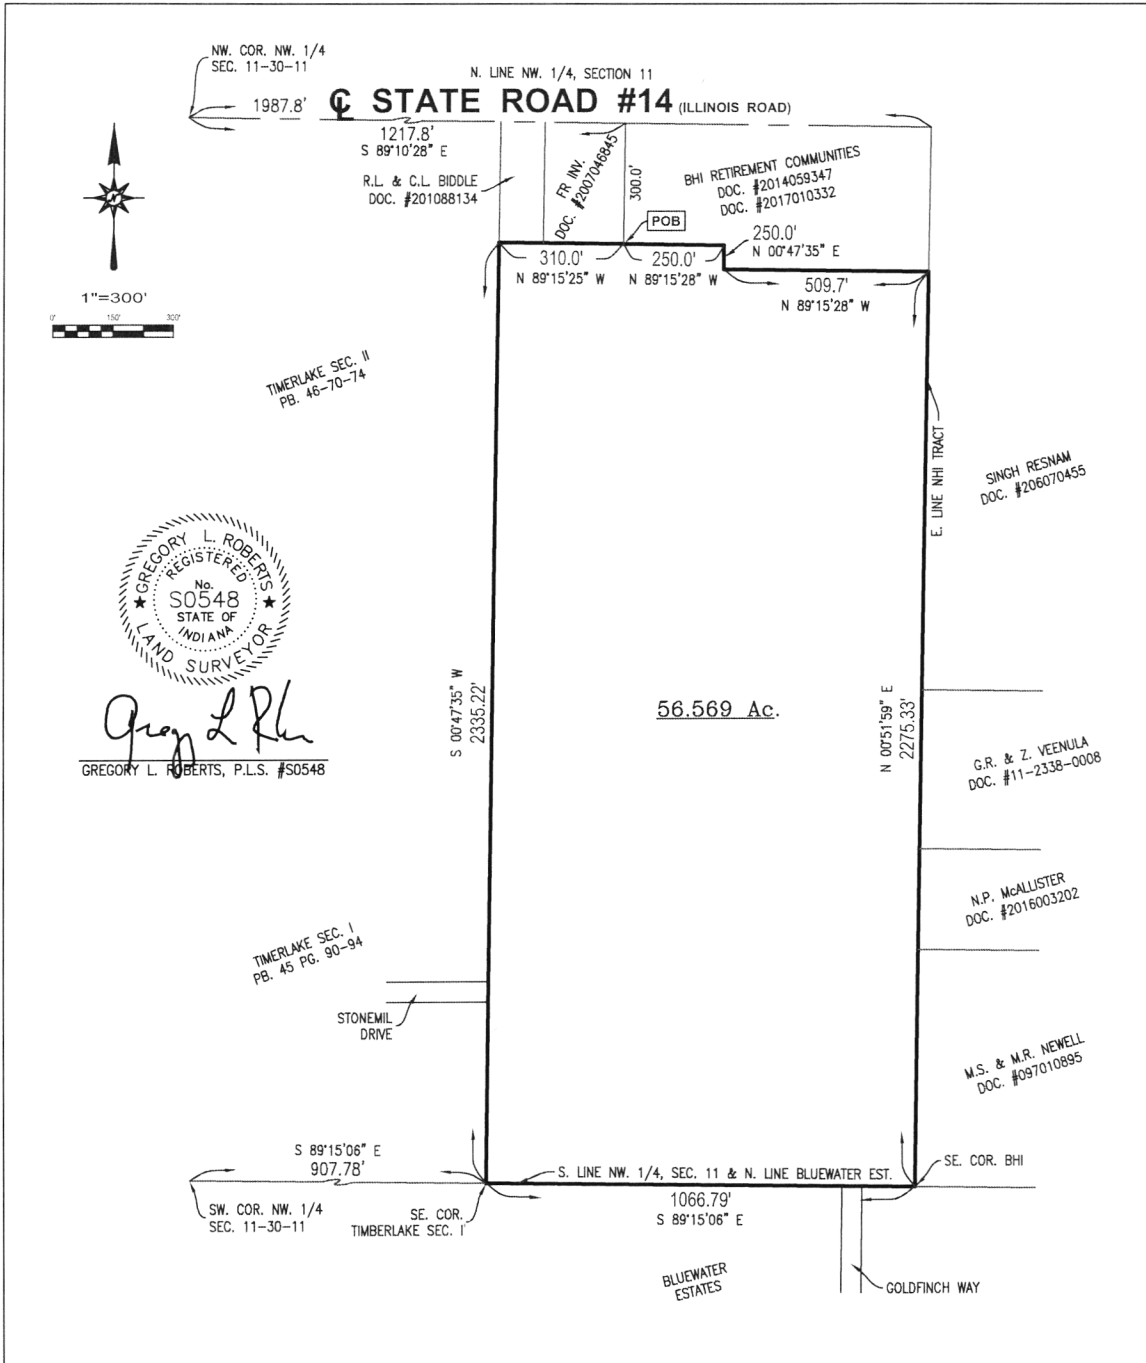 NW. COR. NW. 1/4
SEC. 11-30-11
N. LINE NW. 1/4, SECTION 11
1987.8'
℄ STATE ROAD #14 (ILLINOIS ROAD)
1217.8'
S 89°10'28" E
R.L. & C.L. BIDDLE
DOC. #201088134
FR INV.
DOC. #2007046845
300.0'
BHI RETIREMENT COMMUNITIES
DOC. #2014059347
DOC. #2017010332
POB
250.0'
N 00°47'35" E
310.0'
N 89°15'25" W
250.0'
N 89°15'28" W
509.7'
N 89°15'28" W
N
1"=300'
0' 150' 300'
TIMERLAKE SEC. II
PB. 46-70-74
E. LINE NHI TRACT
SINGH RESNAM
DOC. #206070455
GREGORY L. ROBERTS
REGISTERED
No.
S0548
STATE OF
INDIANA
LAND SURVEYOR
GREGORY L. ROBERTS, P.L.S. #S0548
S 00°47'35" W
2335.22'
56.569 Ac.
N 00°51'59" E
2275.33'
G.R. & Z. VEENULA
DOC. #11-2338-0008
N.P. McALLISTER
DOC. #2016003202
TIMERLAKE SEC. I
PB. 45 PG. 90-94
STONEMIL
DRIVE
M.S. & M.R. NEWELL
DOC. #097010895
S 89°15'06" E
907.78'
S. LINE NW. 1/4, SEC. 11 & N. LINE BLUEWATER EST.
SE. COR. BHI
SW. COR. NW. 1/4
SEC. 11-30-11
SE. COR.
TIMBERLAKE SEC. I
1066.79'
S 89°15'06" E
BLUEWATER
ESTATES
GOLDFINCH WAY